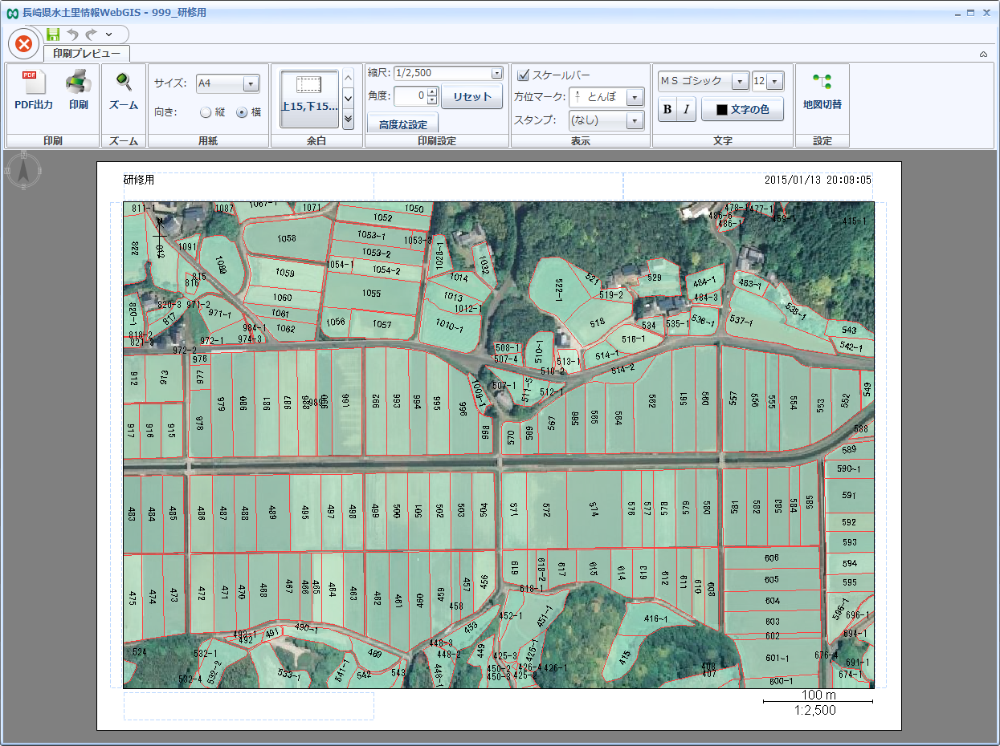 長崎県水土里情報WebGIS - 999_研修用
印刷プレビュー
PDF
PDF出力 印刷
印刷
ズーム
ズーム
サイズ: A4
向き: 縦 横
用紙
上15,下15...
余白
縮尺: 1/2,500
角度: 0 リセット
高度な設定
印刷設定
スケールバー
方位マーク: とんぼ
スタンプ: (なし)
表示
ＭＳ ゴシック 12
B I 文字の色
文字
地図切替
設定
研修用 2015/01/13 20:09:05
811-1 1087 1071 1050 478-1 477-1
1052 486-6 459-1 415-1
486-1
1058 1053-1 1053-3
822 1091 1028-1
1053-2
1089 1054-1 1054-2 1032
815 1059 1014 522-1 521 529 484-1 483-1
816
1055 1013 519-2
820-3 971-2 1060 1012-1 484-3
820-1 817 971-1 1061 538-1
984-1 1062 1056 1057 1010-1 518 534 535-1 536-1 537-1 543
818-2 972-1 974-3 516-1
821-3 972-2 508-1 510-1 514-1 542-1
976 507-4 513-1
912 913 977 510-2 514-2
507-1 511-5 512-1 549
979 980 981 987 988 990 991 992 993 994 995 996 1009-1 562 561 560 557 556 555 554 553 552
917 916 915 978 998 570 569 567 566 565 564
588
589
590-1
591
483 484 485 486 487 488 489 495 497 498 499 500 501 502 503 504 571 572 574 576 577 578 579 580 581 582 583 584 585
592
593
606 594
619 618-2 617 615 614 613 612 611 610 609
605 595
618-1
475 474 473 472 471 470 468 467 466 465 464 463 462 461 460 459 458 457 456
604 596-1
452-1 451-1 416-1 603 696-1
493-1 491 490-1 453 602 694-1
492
524 532-1 469 448-3 449 425-1 415 601-1 676-4
448-2 425-3 691-1
532-2 533-1 541-1 542 543 448-1 450-2 426-4 426-1 408
532-4 450-3 425-2 407 600-1 674-1
100 m
1:2,500